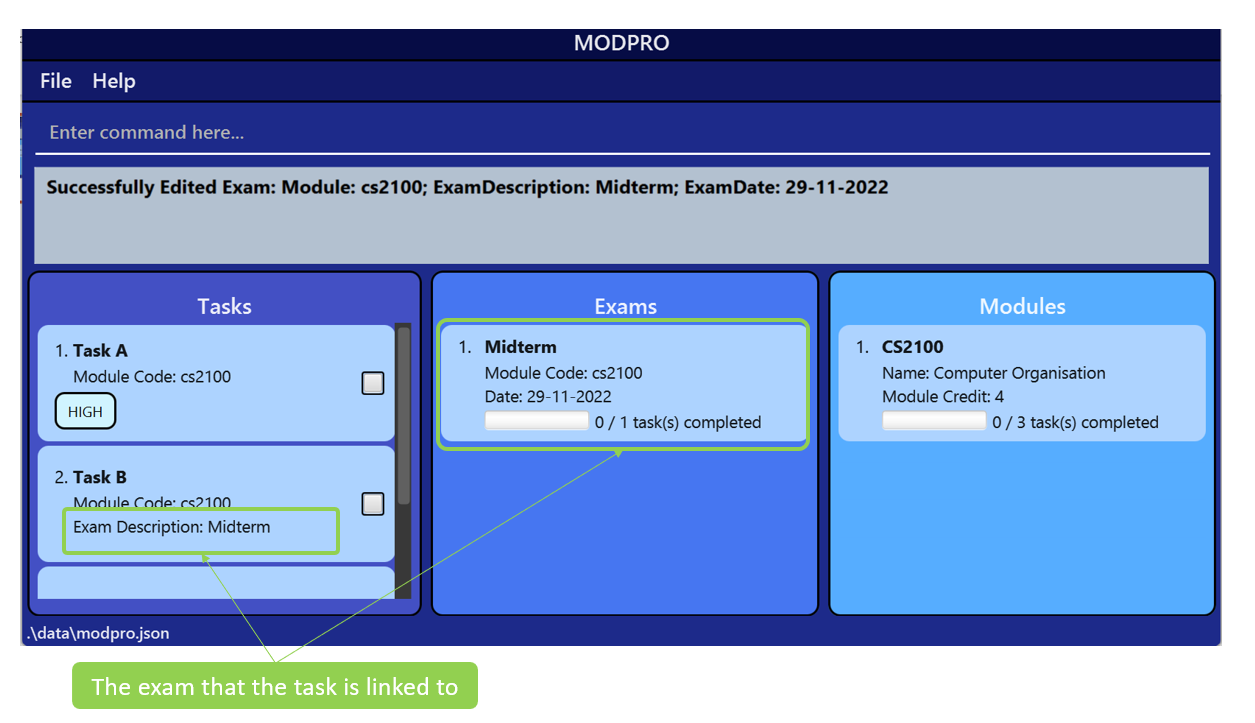 MODPRO
File Help
Enter command here...
Successfully Edited Exam: Module: cs2100; ExamDescription: Midterm; ExamDate: 29-11-2022
Tasks
1. Task A
Module Code: cs2100
HIGH
2. Task B
Module Code: cs2100
Exam Description: Midterm
Exams
1. Midterm
Module Code: cs2100
Date: 29-11-2022
0 / 1 task(s) completed
Modules
1. CS2100
Name: Computer Organisation
Module Credit: 4
0 / 3 task(s) completed
.\data\modpro.json
The exam that the task is linked to